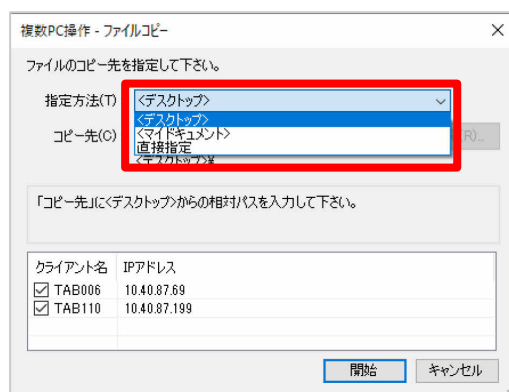 複数PC操作 - ファイルコピー
ファイルのコピー先を指定して下さい。
指定方法(T) <デスクトップ>
<デスクトップ>
コピー先(C) <マイドキュメント> (R)...
直接指定
<デスクトップ>¥
「コピー先」に<デスクトップ>からの相対パスを入力して下さい。
クライアント名 IPアドレス
TAB006 10.40.87.69
TAB110 10.40.87.199
開始 キャンセル